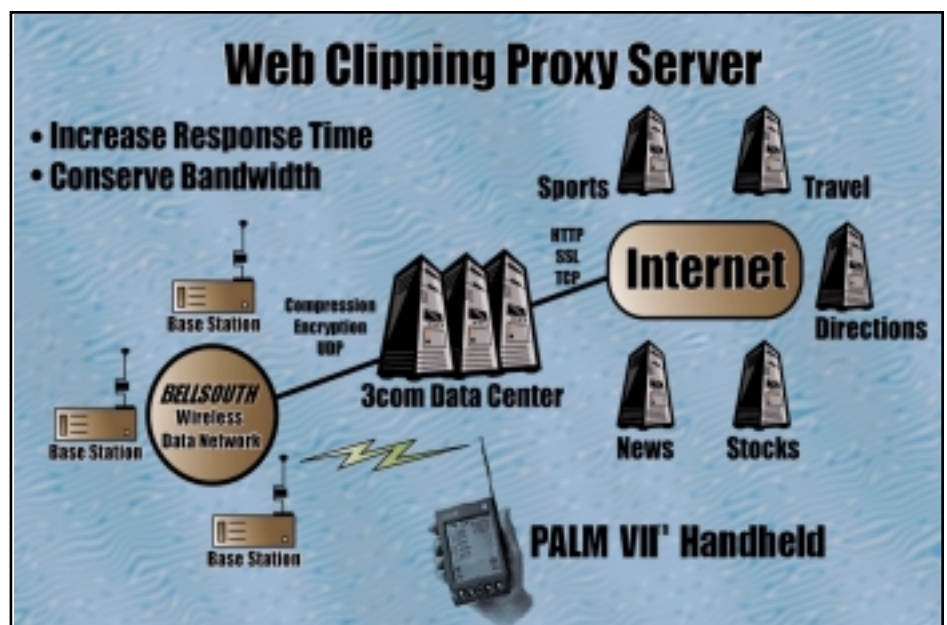 Web Clipping Proxy Server
• Increase Response Time
• Conserve Bandwidth
Sports
Travel
HTTP
SSL
TCP
Internet
Directions
Base Station
Compression
Encryption
UDP
3com Data Center
BELLSOUTH
Wireless
Data Network
Base Station
News
Stocks
Base Station
PALM VII Handheld